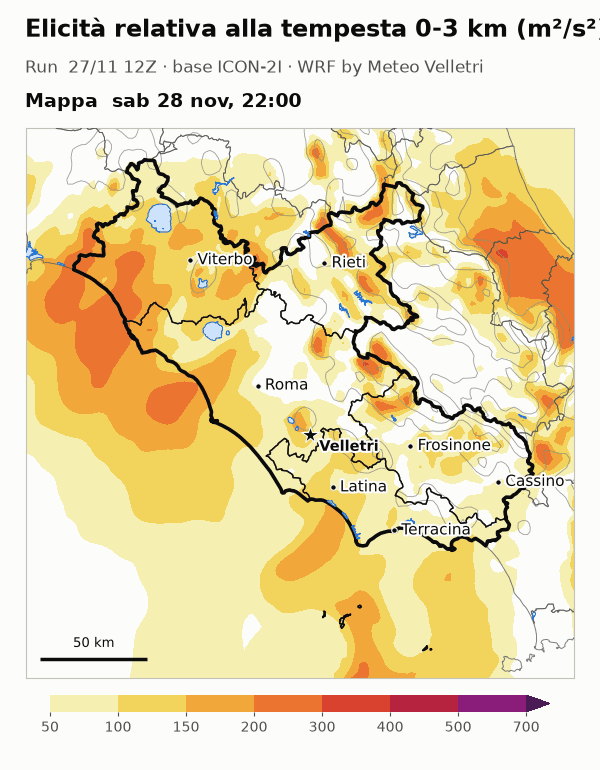 Elicità relativa alla tempesta 0-3 km (m²/s²)
Run  27/11 12Z · base ICON-2I · WRF by Meteo Velletri
Mappa  sab 28 nov, 22:00
Viterbo
Rieti
Roma
Velletri
Frosinone
Latina
Cassino
Terracina
50 km
50 100 150 200 300 400 500 700